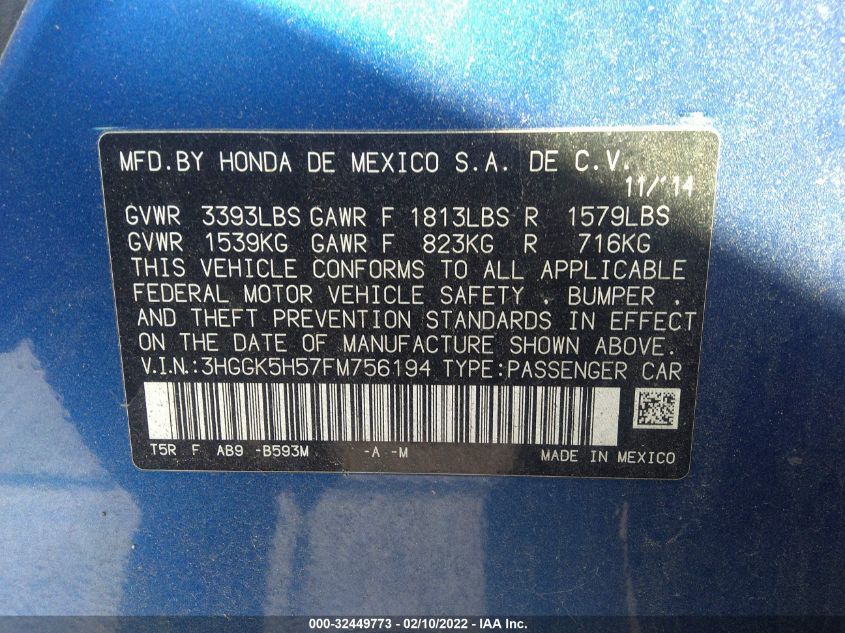 MFD.BY HONDA DE MEXICO S.A. DE C.V.
11/'14
GVWR 3393LBS GAWR F 1813LBS R 1579LBS
GVWR 1539KG GAWR F 823KG R 716KG
THIS VEHICLE CONFORMS TO ALL APPLICABLE
FEDERAL MOTOR VEHICLE SAFETY . BUMPER .
AND THEFT PREVENTION STANDARDS IN EFFECT
ON THE DATE OF MANUFACTURE SHOWN ABOVE.
V.I.N.:3HGGK5H57FM756194 TYPE:PASSENGER CAR
T5R F AB9 -B593M -A -M MADE IN MEXICO
000-32449773 - 02/10/2022 - IAA Inc.